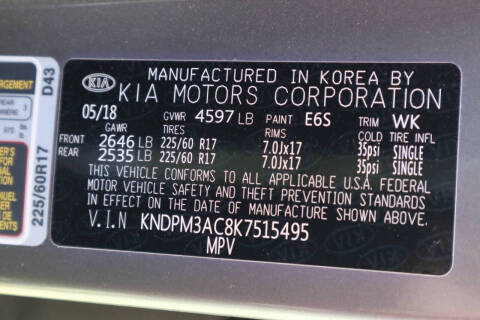 MANUFACTURED IN KOREA BY
KIA KIA MOTORS CORPORATION
05/18 GVWR 4597 LB PAINT E6S TRIM WK
GAWR TIRES RIMS COLD TIRE INFL
FRONT 2646 LB 225/60 R17 7.0Jx17 35psi SINGLE
REAR 2535 LB 225/60 R17 7.0Jx17 35psi SINGLE
THIS VEHICLE CONFORMS TO ALL APPLICABLE U.S.A. FEDERAL
MOTOR VEHICLE SAFETY AND THEFT PREVENTION STANDARDS
IN EFFECT ON THE DATE OF MANUFACTURE SHOWN ABOVE.
V.I.N KNDPM3AC8K7515495
MPV
225/60R17 D43